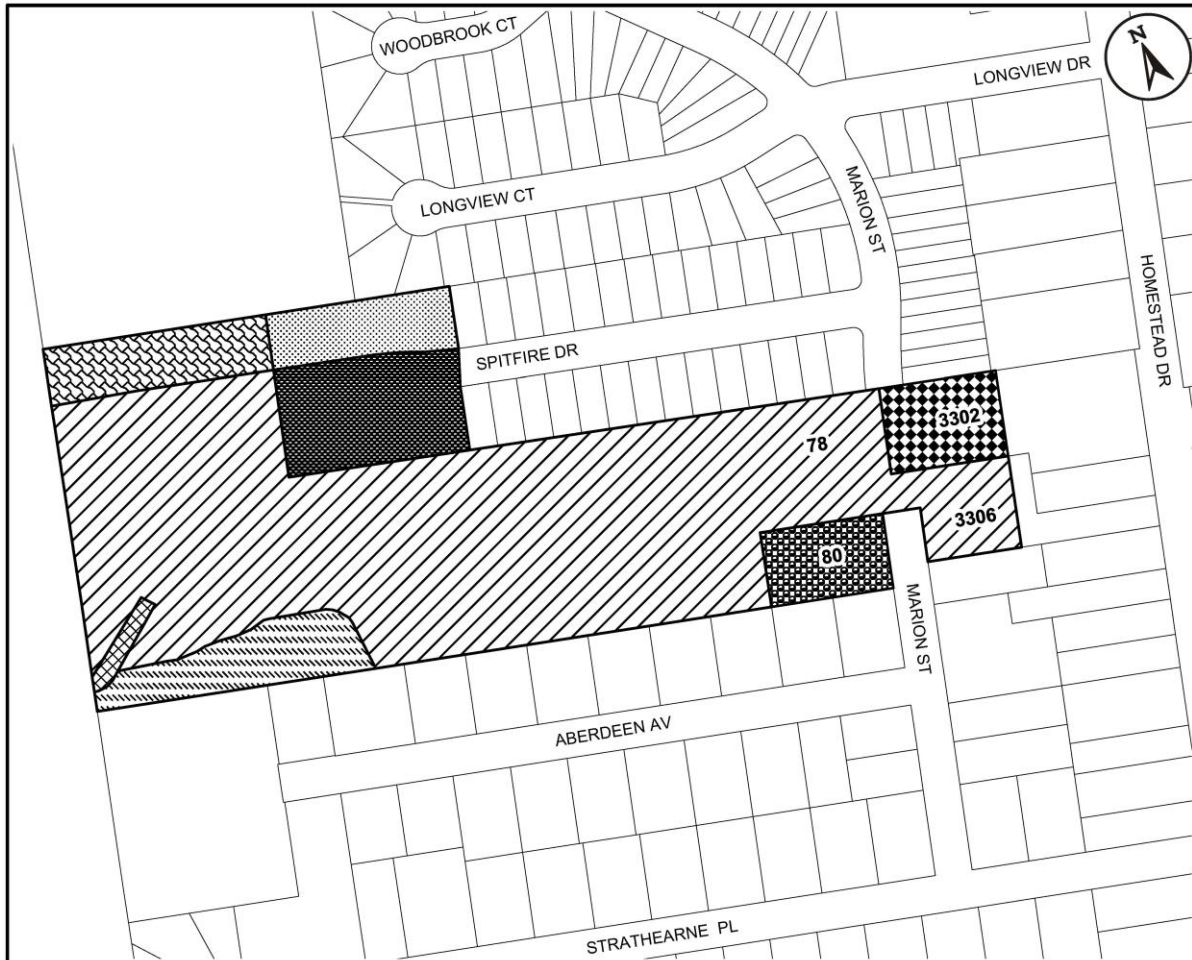 WOODBROOK CT
N
LONGVIEW DR
LONGVIEW CT
MARION ST
HOMESTEAD DR
SPITFIRE DR
3302
78
3306
80
MARION ST
ABERDEEN AV
STRATHEARNE PL